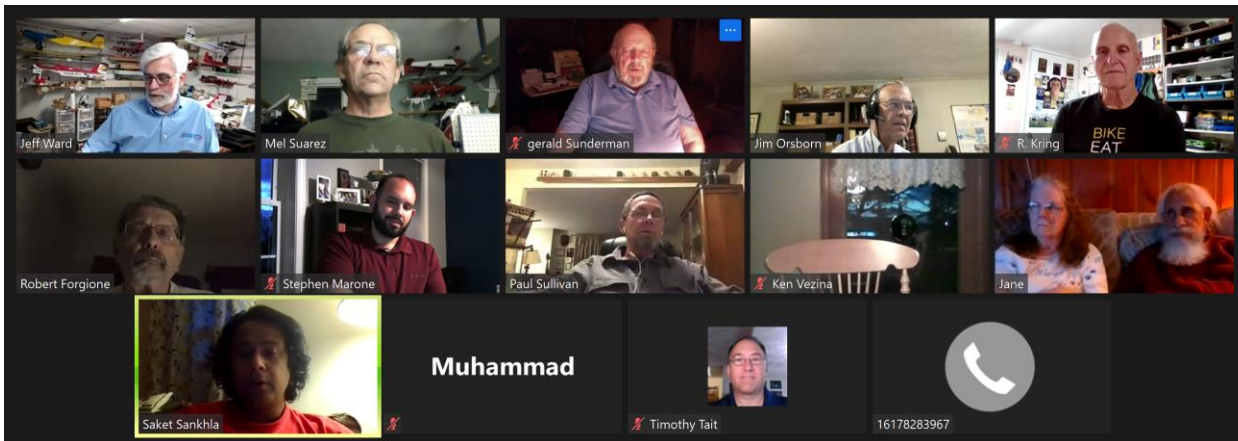 Jeff Ward
Mel Suarez
gerald Sunderman
Jim Orsborn
R. Kring
BIKE
EAT
Robert Forgione
Stephen Marone
Paul Sullivan
Ken Vezina
Jane
Saket Sankhla
Muhammad
Timothy Tait
16178283967